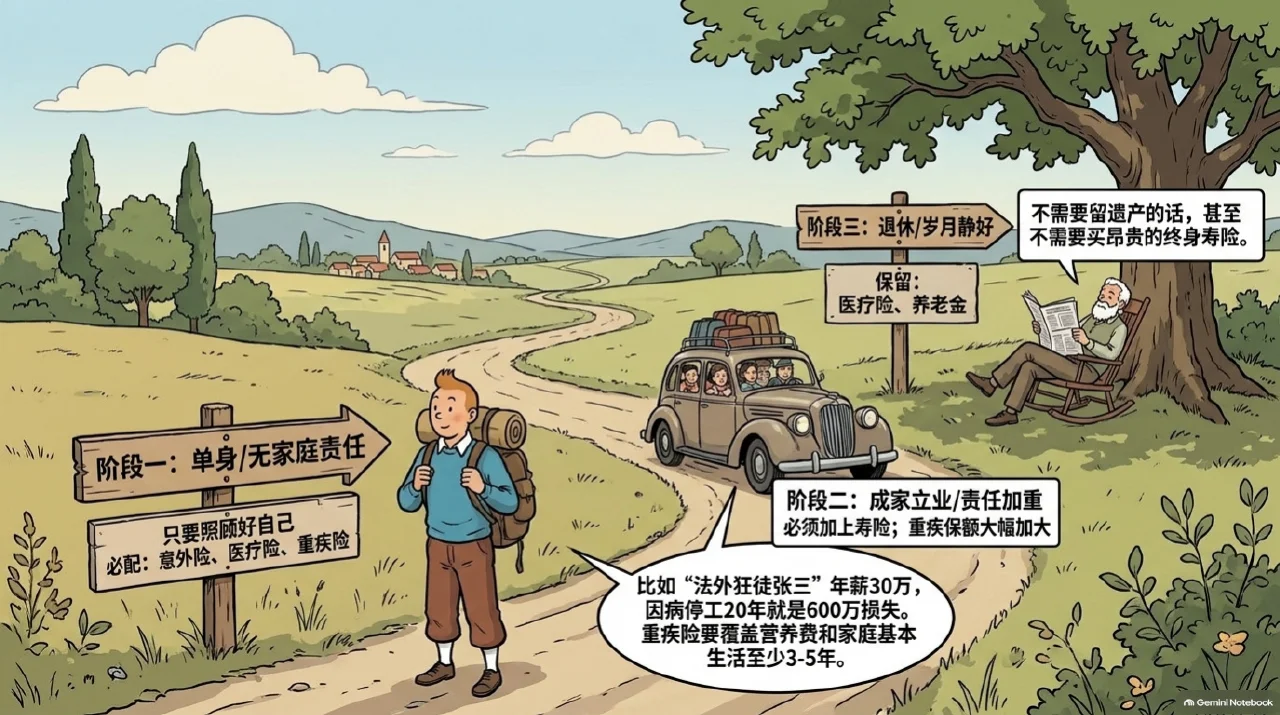 阶段一：单身/无家庭责任
只要照顾好自己
必配：意外险、医疗险、重疾险
阶段二：成家立业/责任加重
必须加上寿险；重疾保额大幅加大
比如“法外狂徒张三”年薪30万，
因病停工20年就是600万损失。
重疾险要覆盖营养费和家庭基本
生活至少3-5年。
阶段三：退休/岁月静好
保留：
医疗险、养老金
不需要留遗产的话，甚至
不需要买昂贵的终身寿险。
Gemini Notebook